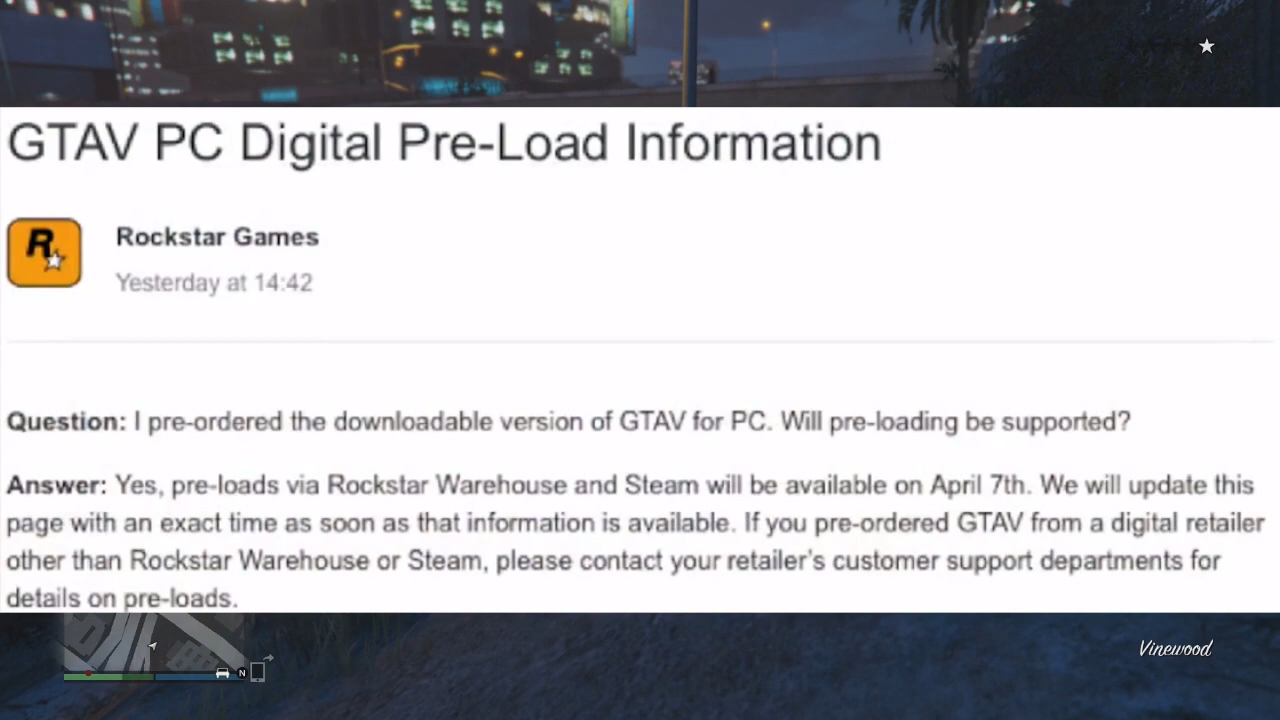 GTAV PC Digital Pre-Load Information
R
Rockstar Games
Yesterday at 14:42
Question: I pre-ordered the downloadable version of GTAV for PC. Will pre-loading be supported?
Answer: Yes, pre-loads via Rockstar Warehouse and Steam will be available on April 7th. We will update this
page with an exact time as soon as that information is available. If you pre-ordered GTAV from a digital retailer
other than Rockstar Warehouse or Steam, please contact your retailer's customer support departments for
details on pre-loads.
Vinewood
N